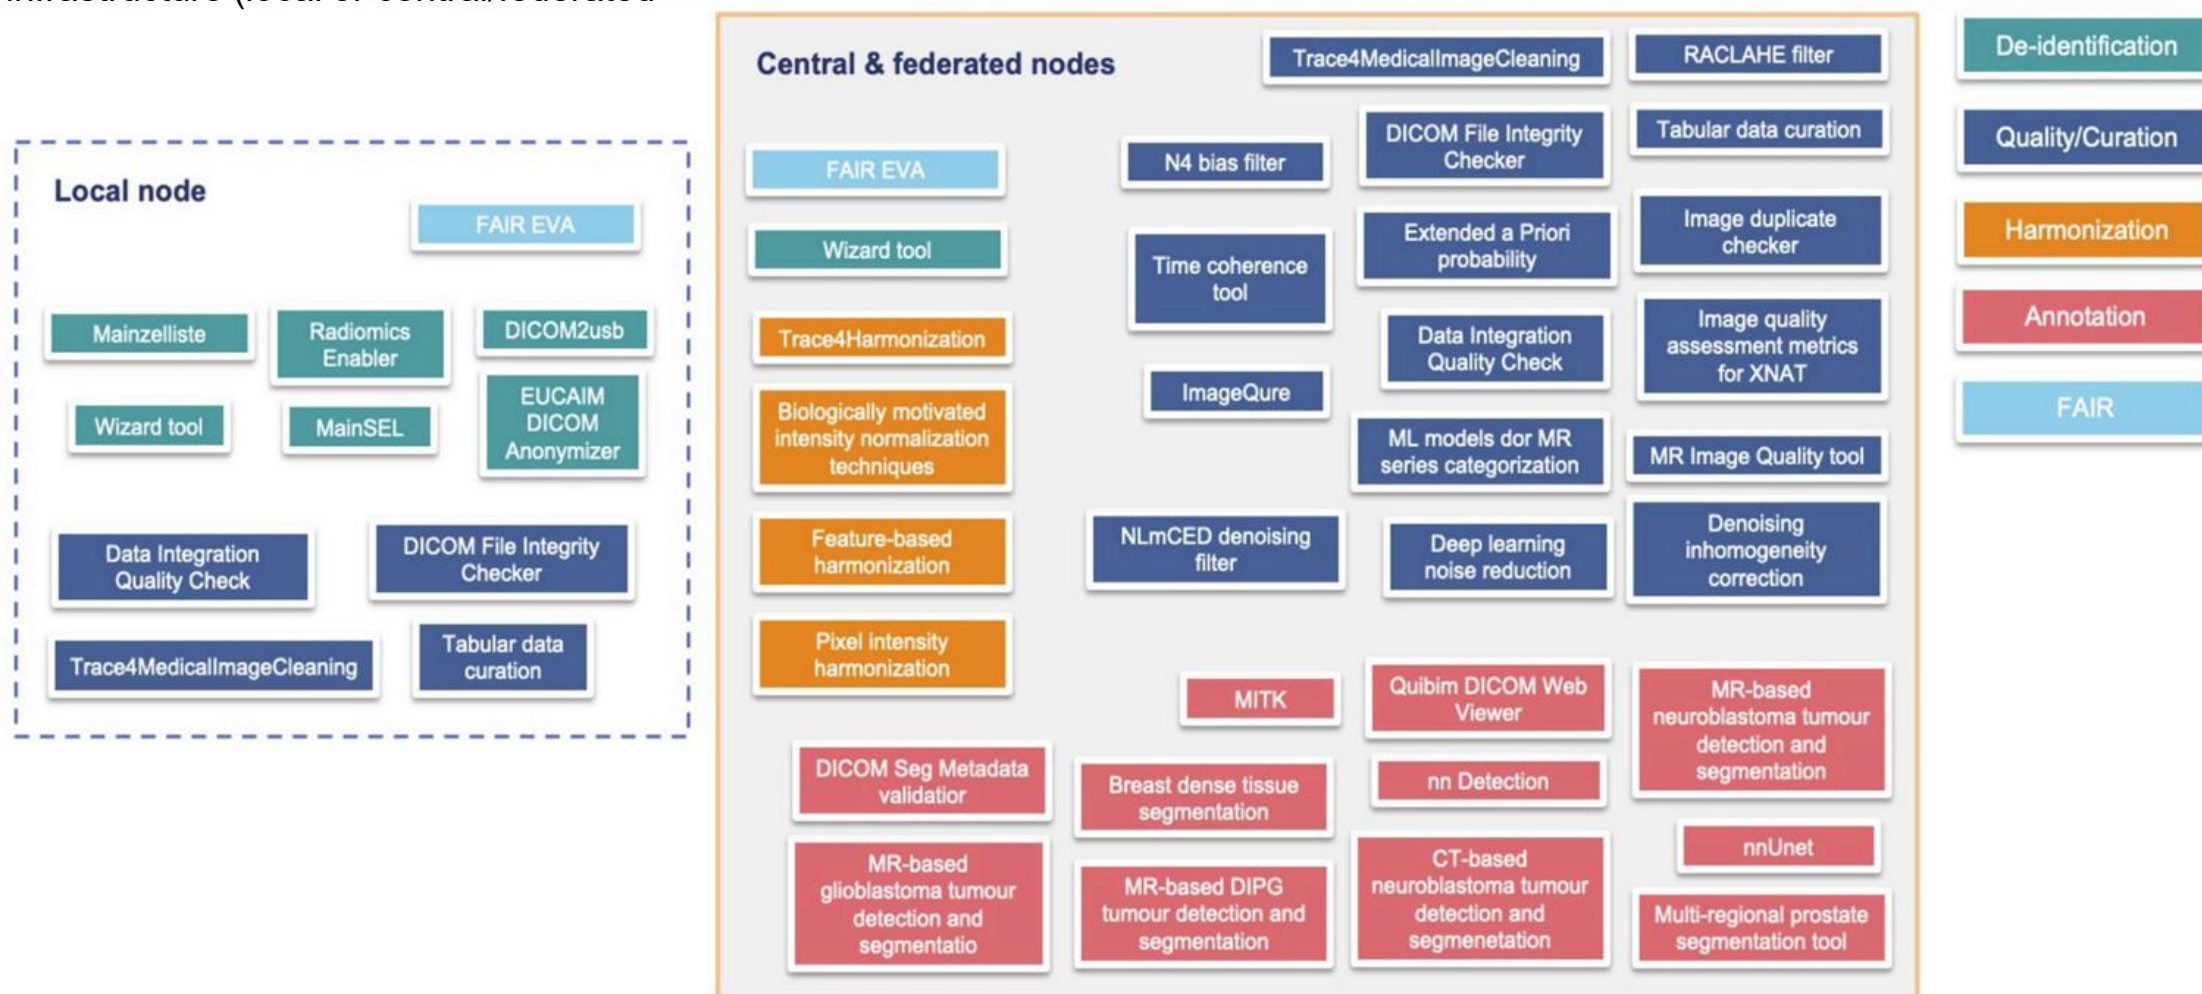 infrastructure (local or central/federated
Local node
FAIR EVA
Mainzelliste
Radiomics
Enabler
DICOM2usb
Wizard tool
MainSEL
EUCAIM
DICOM
Anonymizer
Data Integration
Quality Check
DICOM File Integrity
Checker
Trace4MedicalImageCleaning
Tabular data
curation
Central & federated nodes
Trace4MedicalImageCleaning
RACLAHE filter
FAIR EVA
N4 bias filter
DICOM File Integrity
Checker
Tabular data curation
Wizard tool
Time coherence
tool
Extended a Priori
probability
Image duplicate
checker
Trace4Harmonization
Data Integration
Quality Check
Image quality
assessment metrics
for XNAT
Biologically motivated
intensity normalization
techniques
ImageQure
ML models dor MR
series categorization
MR Image Quality tool
Feature-based
harmonization
NLmCED denoising
filter
Deep learning
noise reduction
Denoising
inhomogeneity
correction
Pixel intensity
harmonization
MITK
Quibim DICOM Web
Viewer
MR-based
neuroblastoma tumour
detection and
segmentation
DICOM Seg Metadata
validatior
Breast dense tissue
segmentation
nn Detection
nnUnet
MR-based
glioblastoma tumour
detection and
segmentatio
MR-based DIPG
tumour detection and
segmentation
CT-based
neuroblastoma tumour
detection and
segmenetation
Multi-regional prostate
segmentation tool
De-identification
Quality/Curation
Harmonization
Annotation
FAIR